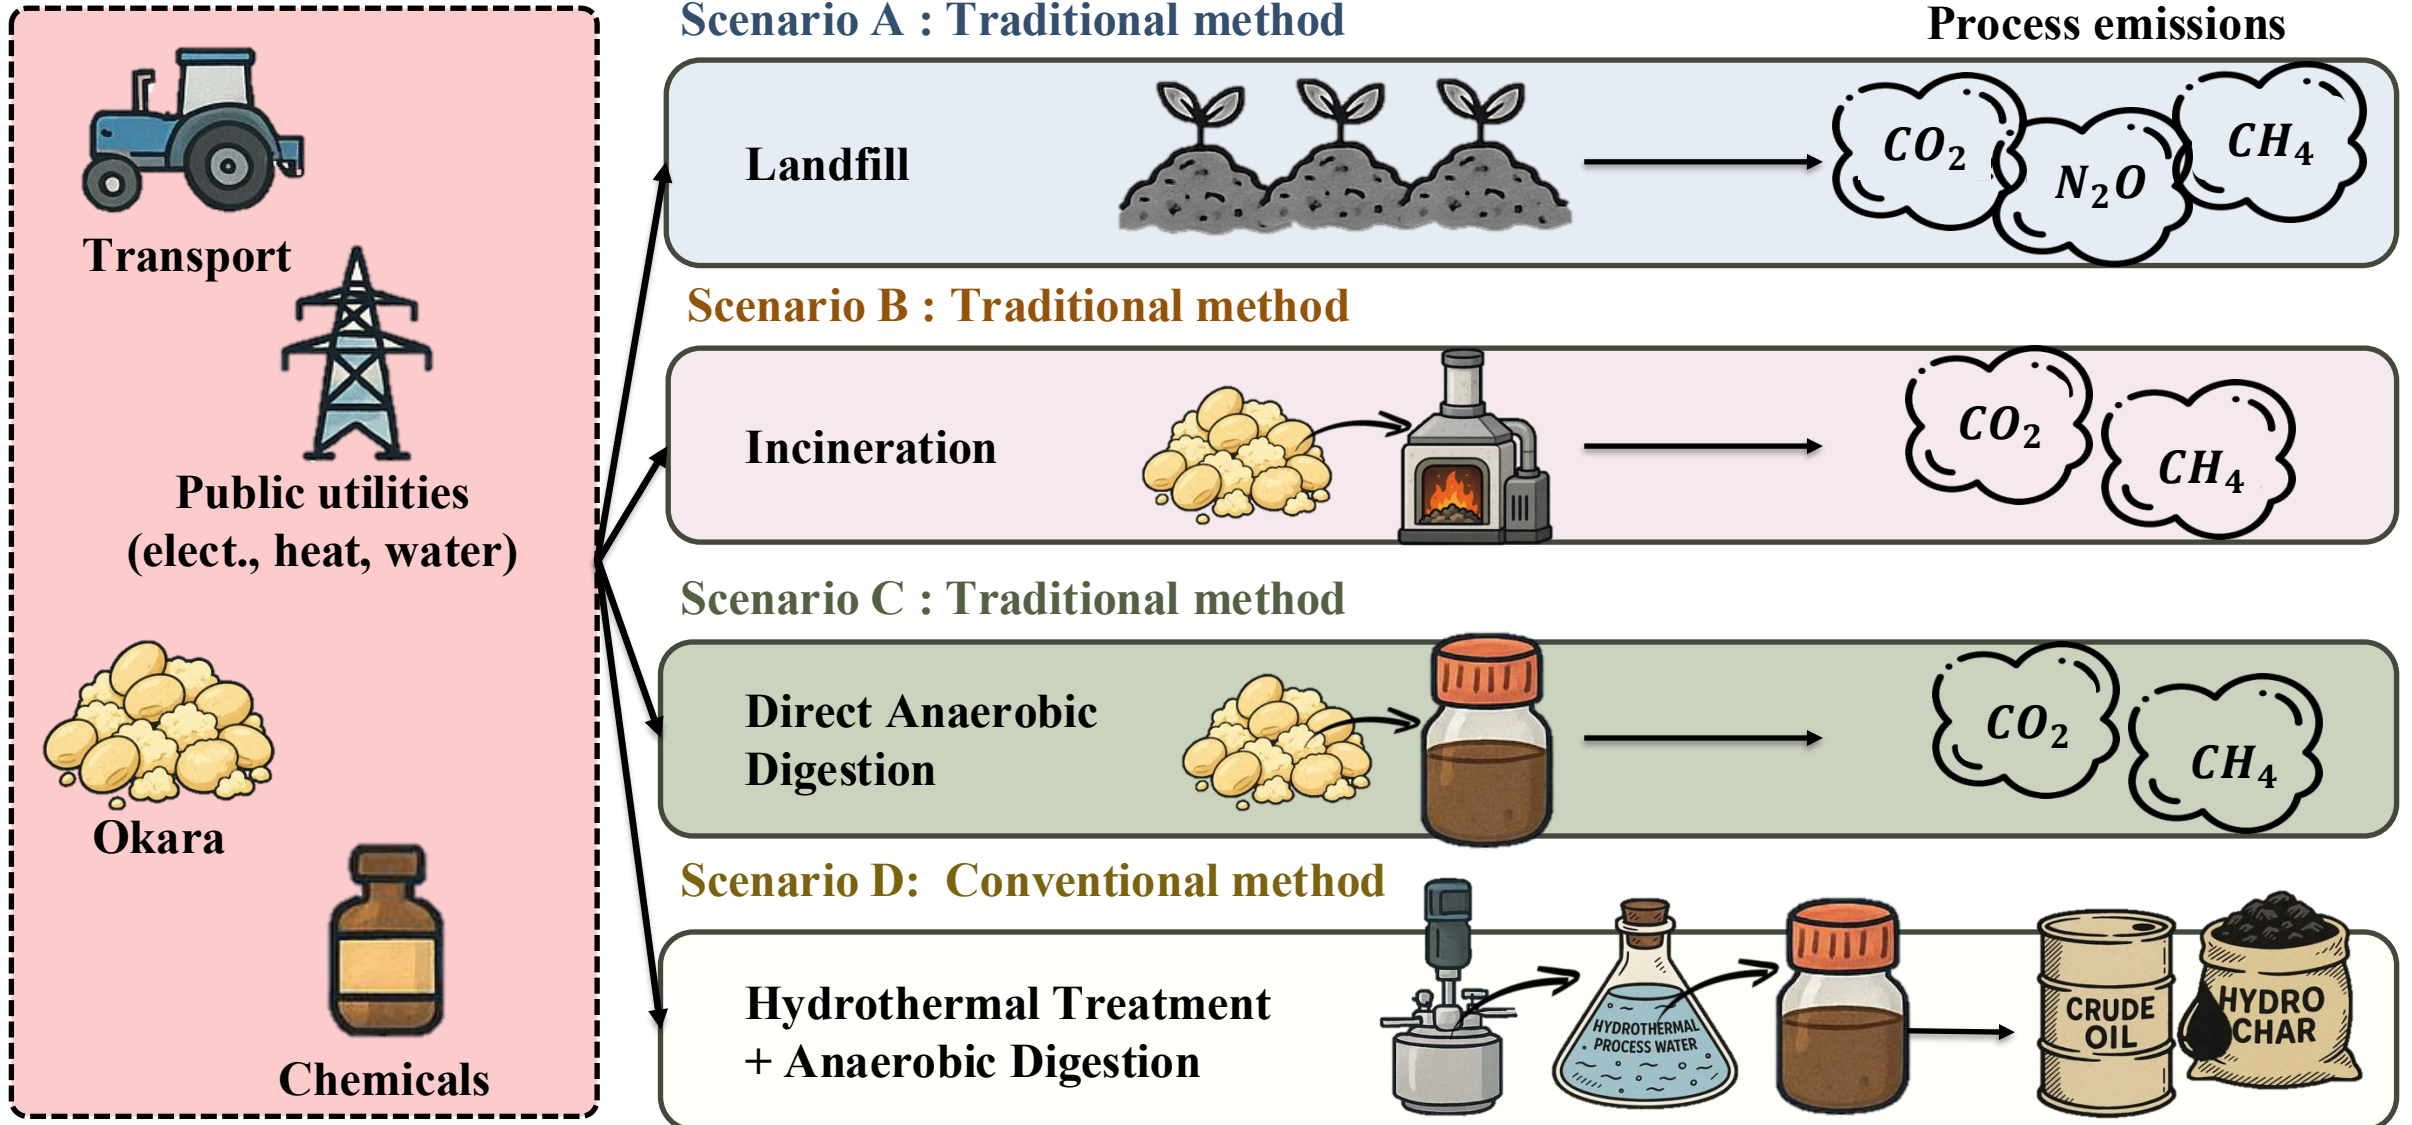 Transport
Public utilities
(elect., heat, water)
Okara
Chemicals
Scenario A : Traditional method
Process emissions
Landfill
CO₂
N₂O
CH₄
Scenario B : Traditional method
Incineration
CO₂
CH₄
Scenario C : Traditional method
Direct Anaerobic
Digestion
CO₂
CH₄
Scenario D: Conventional method
Hydrothermal Treatment
+ Anaerobic Digestion
HYDROTHERMAL
PROCESS WATER
CRUDE
OIL
HYDRO
CHAR